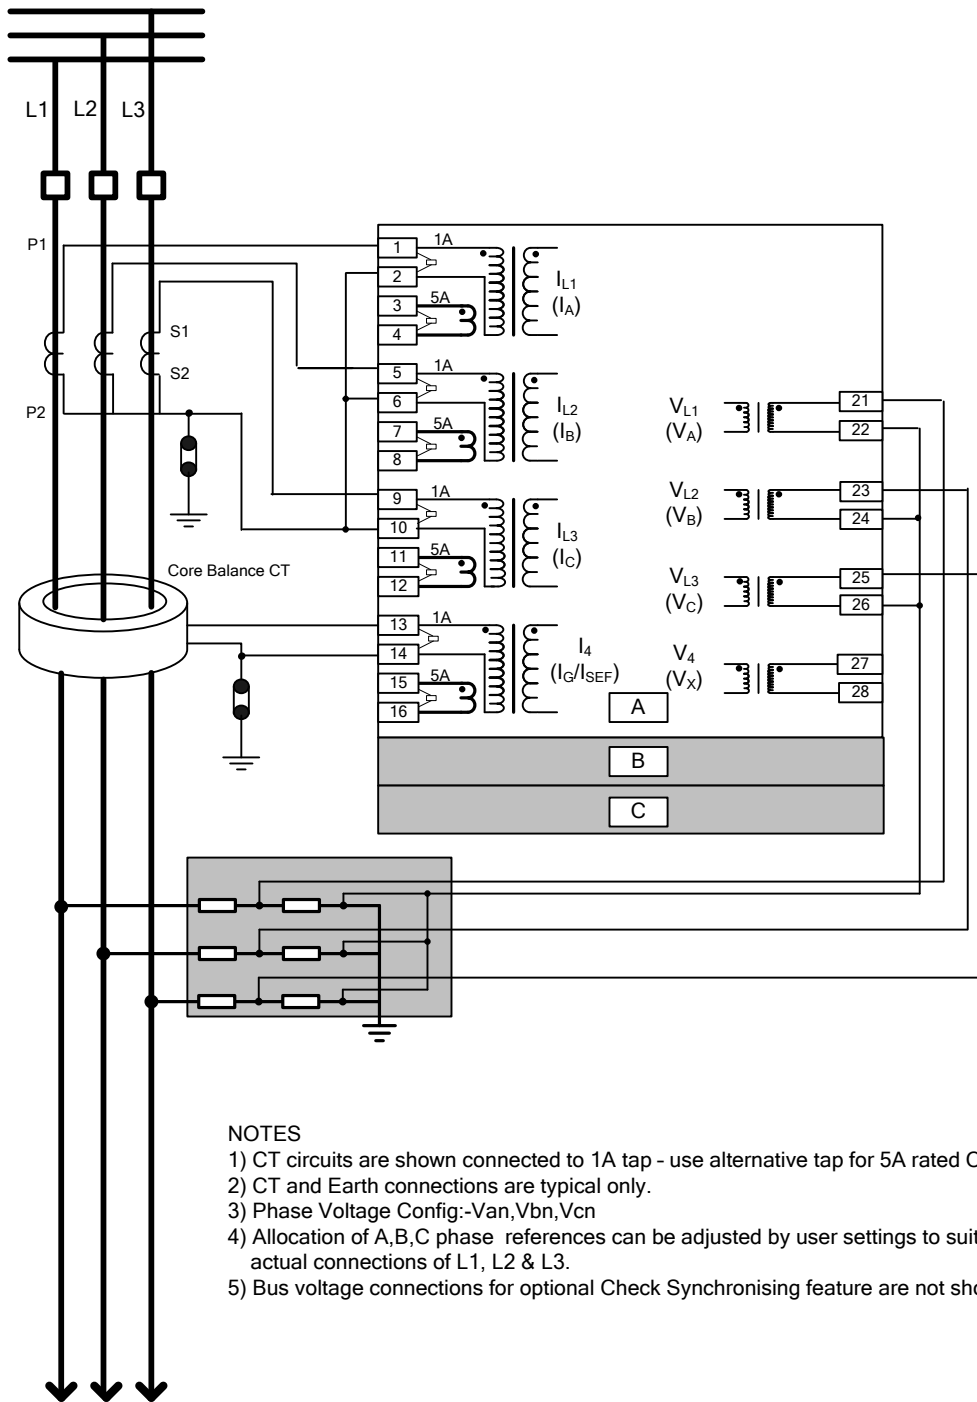 L1 L2 L3
P1
S1
S2
P2
Core Balance CT
1 1A
2
3 5A
4
IL1
(IA)
5 1A
6
7 5A
8
IL2
(IB)
9 1A
10
11 5A
12
IL3
(IC)
13 1A
14
15 5A
16
I4
(IG/ISEF)
VL1
(VA)
21
22
VL2
(VB)
23
24
VL3
(VC)
25
26
V4
(VX)
27
28
A
B
C
NOTES
1) CT circuits are shown connected to 1A tap - use alternative tap for 5A rated
2) CT and Earth connections are typical only.
3) Phase Voltage Config:-Van,Vbn,Vcn
4) Allocation of A,B,C phase references can be adjusted by user settings to suit
actual connections of L1, L2 & L3.
5) Bus voltage connections for optional Check Synchronising feature are not